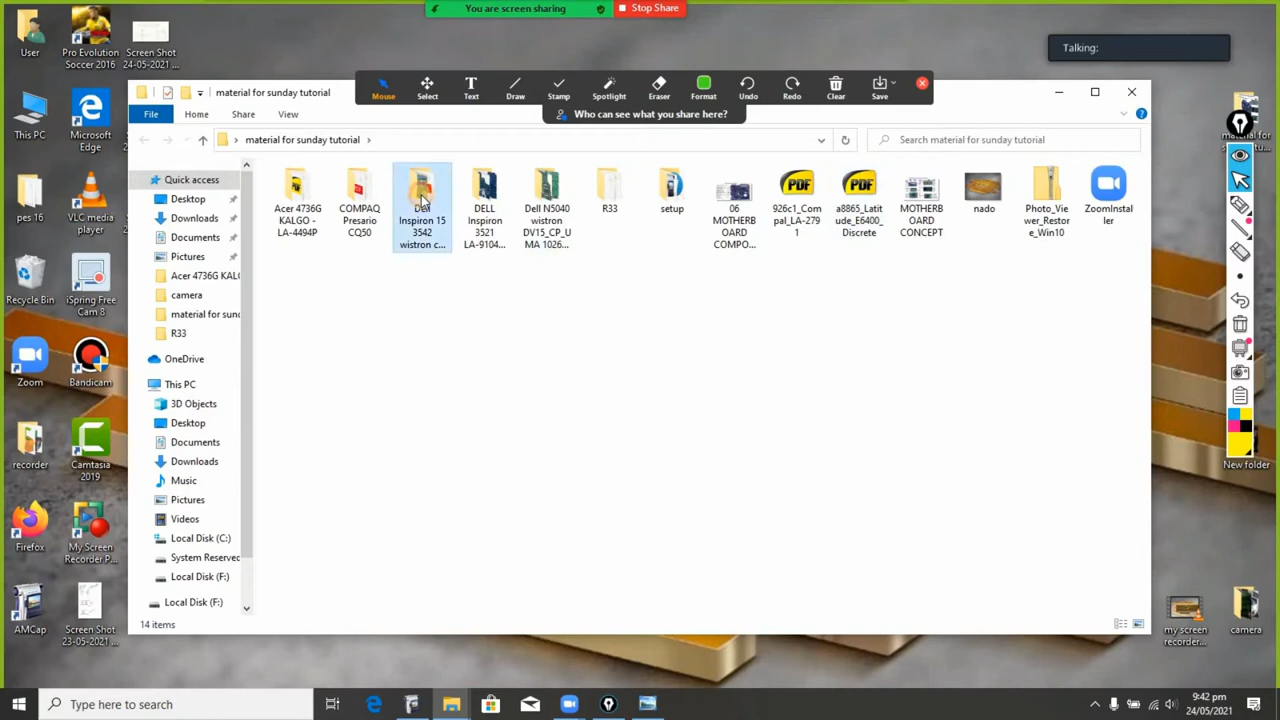 You are screen sharing
Stop Share
Talking:
User
Pro Evolution
Soccer 2016
Screen Shot
24-05-2021 ...
material for sunday tutorial
Mouse
Select
Text
Draw
Stamp
Spotlight
Eraser
Format
Undo
Redo
Clear
Save
Who can see what you share here?
File
Home
Share
View
material for sunday tutorial
Search material for sunday tutorial
This PC
Microsoft
Edge
pes 16
VLC media
player
Recycle Bin
iSpring Free
Cam 8
Zoom
Bandicam
recorder
Camtasia
2019
Firefox
My Screen
Recorder P...
AMCap
Screen Shot
23-05-2021 ...
Quick access
Desktop
Downloads
Documents
Pictures
Acer 4736G KALG
camera
material for sund
R33
OneDrive
This PC
3D Objects
Desktop
Documents
Downloads
Music
Pictures
Videos
Local Disk (C:)
System Reserved
Local Disk (F:)
Local Disk (F:)
Acer 4736G
KALGO -
LA-4494P
COMPAQ
Presario
CQ50
Inspiron 15
3542
wistron c...
DELL
Inspiron
3521
LA-9104...
Dell N5040
wistron
DV15_CP_U
MA 1026...
R33
setup
06
MOTHERB
OARD
COMPO...
PDF
926c1_Com
pal_LA-279
1
PDF
a8865_Latit
ude_E6400_
Discrete
MOTHERB
OARD
CONCEPT
nado
Photo_View
er_Restor
e_Win10
ZoomInstal
ler
14 items
material for
New folder
my screen
recorder...
camera
Type here to search
9:42 pm
24/05/2021